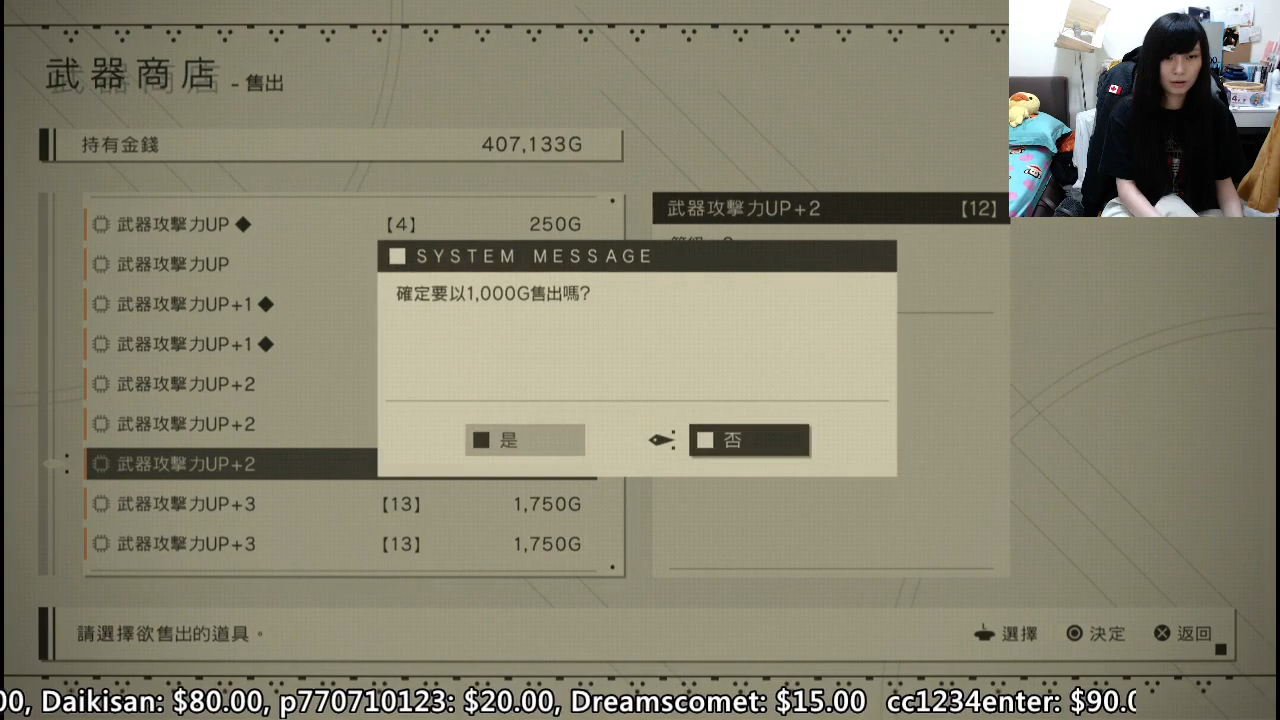 武器商店 - 售出
持有金錢 407,133G
武器攻擊力UP ◆ 【4】 250G
武器攻擊力UP
武器攻擊力UP+1 ◆
武器攻擊力UP+1 ◆
武器攻擊力UP+2
武器攻擊力UP+2
武器攻擊力UP+2
武器攻擊力UP+3 【13】 1,750G
武器攻擊力UP+3 【13】 1,750G
武器攻擊力UP+2 【12】
SYSTEM MESSAGE
確定要以1,000G售出嗎?
是
否
請選擇欲售出的道具。
選擇 決定 返回
00, Daikisan: $80.00, p770710123: $20.00, Dreamscomet: $15.00 cc1234enter: $90.0